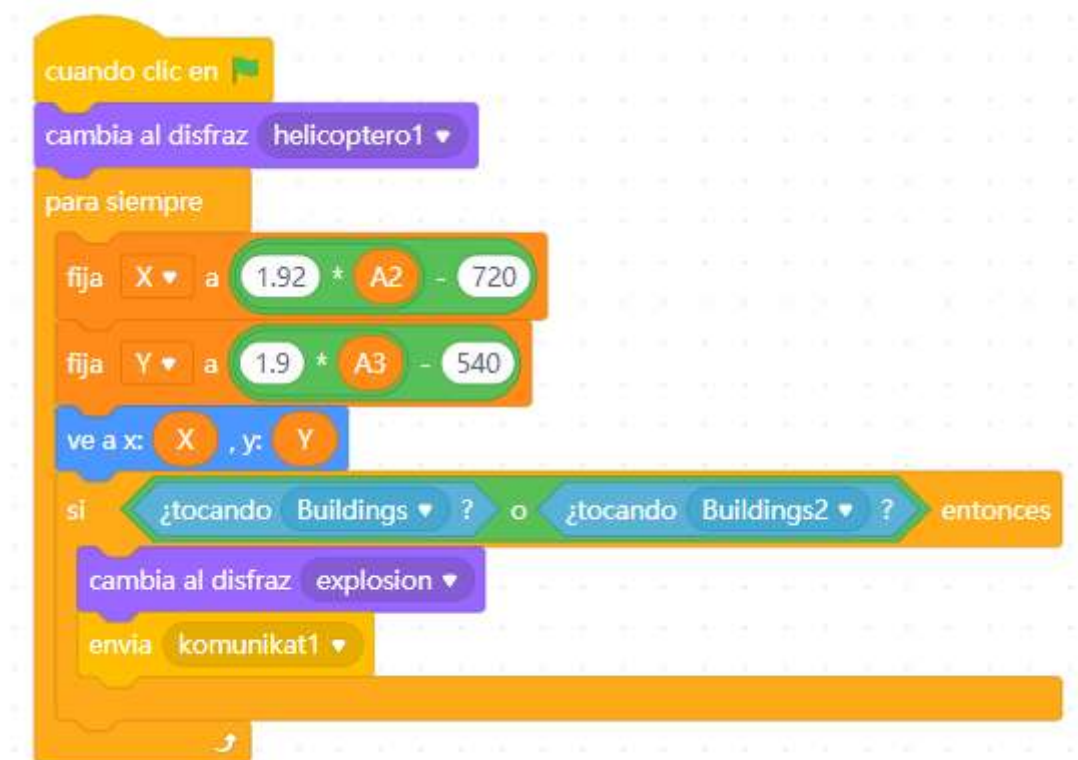 cuando clic en
cambia al disfraz helicoptero1
para siempre
fija X a 1.92 * A2 - 720
fija Y a 1.9 * A3 - 540
ve a x: X , y: Y
si ¿tocando Buildings ? o ¿tocando Buildings2 ? entonces
cambia al disfraz explosion
envia komunikat1